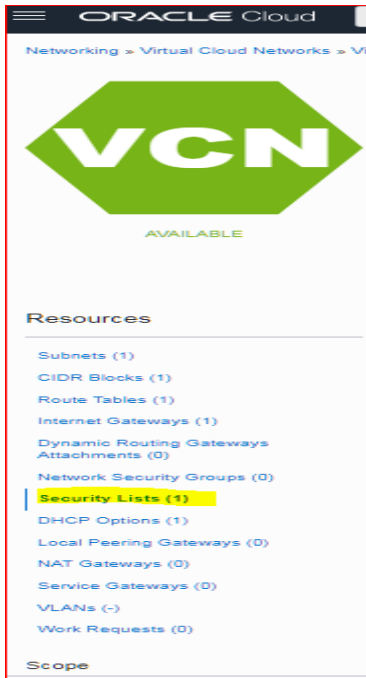 ORACLE Cloud
Networking » Virtual Cloud Networks » Vi
VCN
AVAILABLE
Resources
Subnets (1)
CIDR Blocks (1)
Route Tables (1)
Internet Gateways (1)
Dynamic Routing Gateways
Attachments (0)
Network Security Groups (0)
Security Lists (1)
DHCP Options (1)
Local Peering Gateways (0)
NAT Gateways (0)
Service Gateways (0)
VLANs (-)
Work Requests (0)
Scope